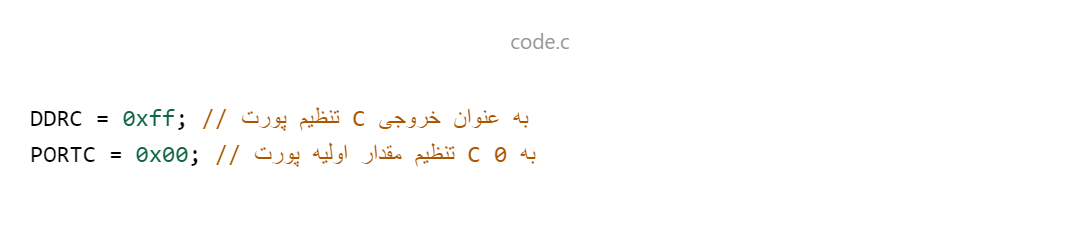 code.c
DDRC = 0xff; // تنظیم پورت C به عنوان خروجی
PORTC = 0x00; // تنظیم مقدار اولیه پورت C به 0